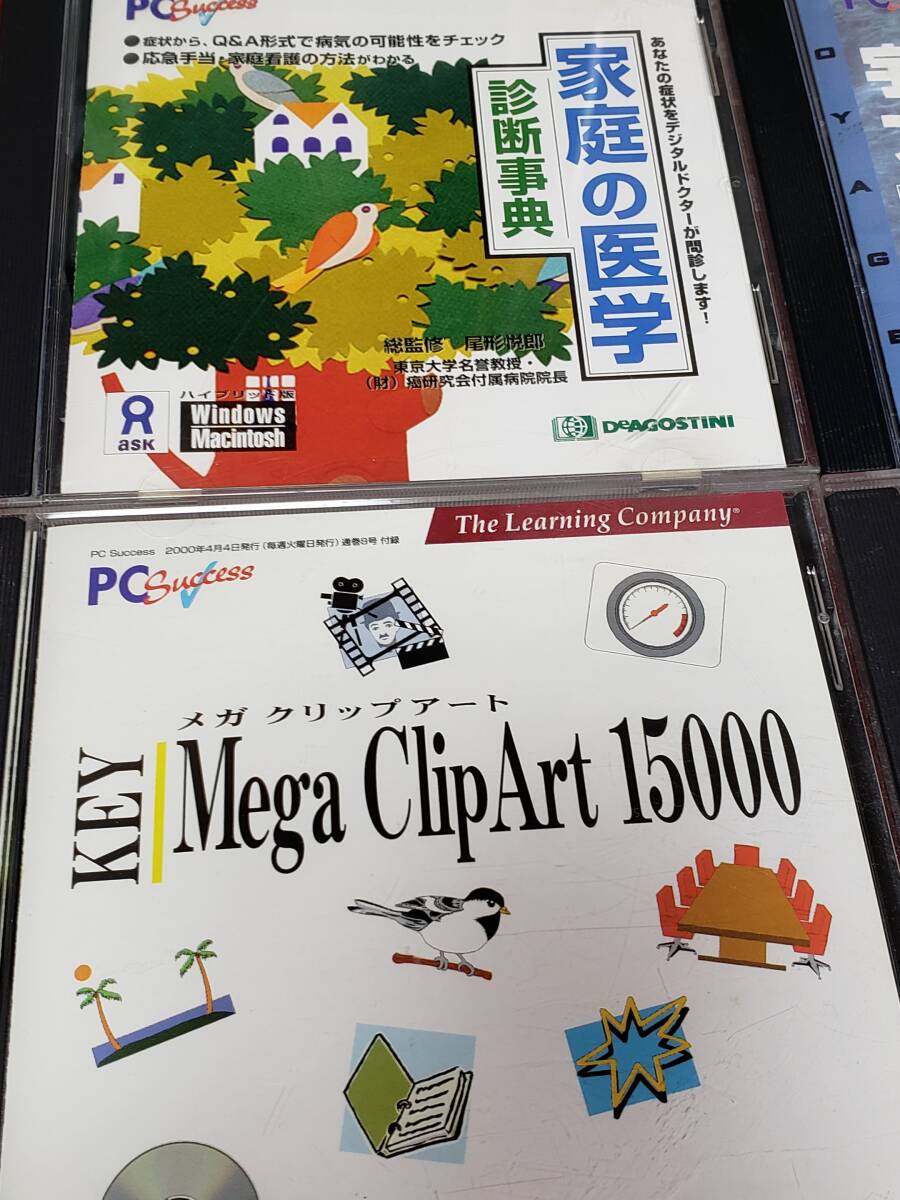 PC Success
●症状から、Q&A形式で病気の可能性をチェック
●応急手当・家庭看護の方法がわかる
あなたの症状をデジタルドクターが問診します!
家庭の医学
診断事典
総監修 尾形悦郎
東京大学名誉教授・
(財)癌研究会付属病院院長
ask
ハイブリッド版
Windows
Macintosh
DeAGOSTINI
PC
OYAGE
The Learning Company®
PC Success 2000年4月4日発行(毎週火曜日発行)通巻8号 付録
PC Success
メガ クリップアート
KEY
Mega ClipArt 15000